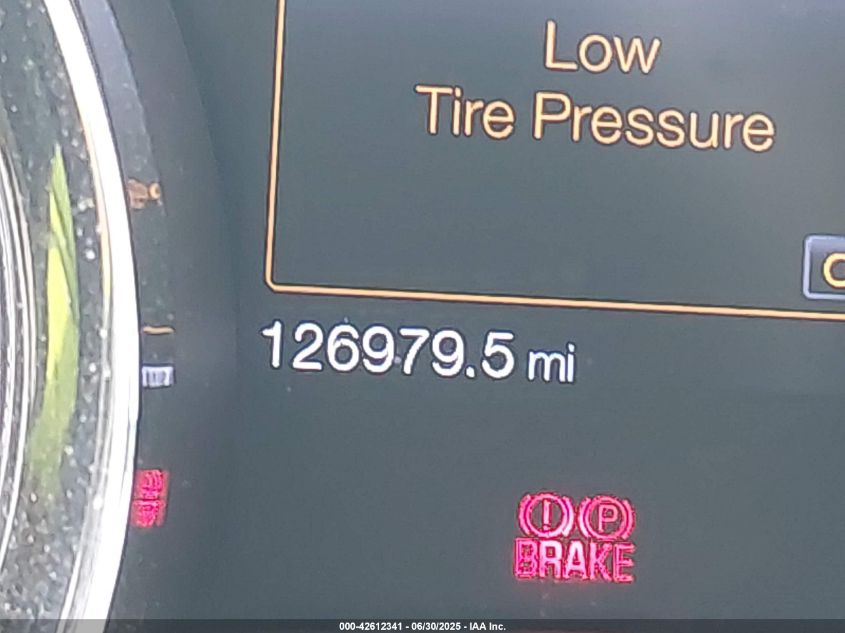 Low
Tire Pressure
126979.5 mi
! P
BRAKE
000-42612341 - 06/30/2025 - IAA Inc.